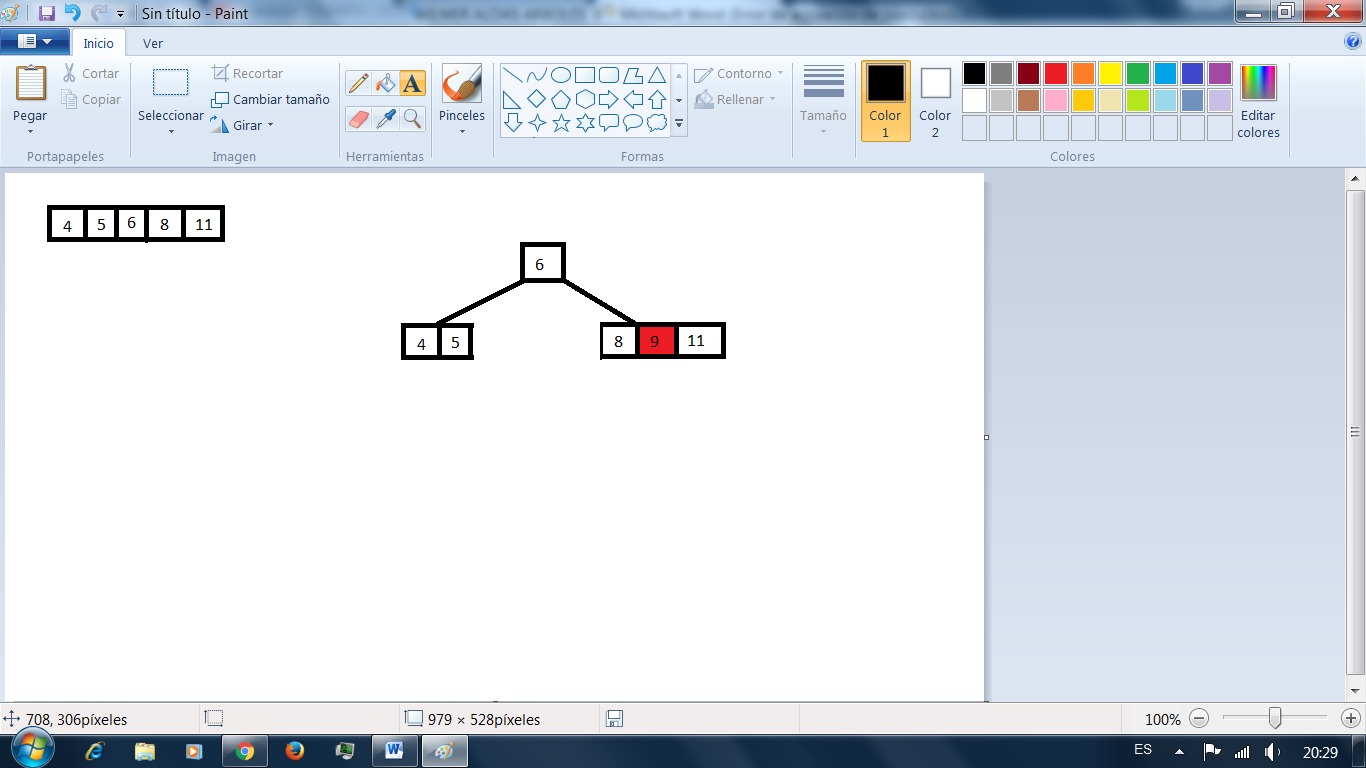 Sin título - Paint
Inicio Ver
Pegar
Cortar
Copiar
Portapapeles
Seleccionar
Recortar
Cambiar tamaño
Girar
Imagen
A
Herramientas
Pinceles
Contorno
Rellenar
Formas
Tamaño
Color 1
Color 2
Editar colores
Colores
4 5 6 8 11
6
4 5
8 9 11
708, 306píxeles
979 × 528píxeles
100%
ES
20:29